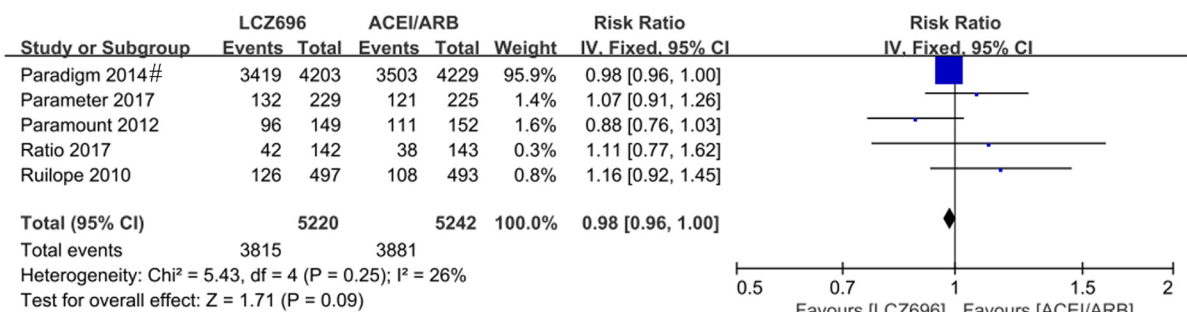 LCZ696 ACEI/ARB Risk Ratio Risk Ratio
Study or Subgroup Events Total Events Total Weight IV, Fixed, 95% CI IV, Fixed, 95% CI
Paradigm 2014# 3419 4203 3503 4229 95.9% 0.98 [0.96, 1.00]
Parameter 2017 132 229 121 225 1.4% 1.07 [0.91, 1.26]
Paramount 2012 96 149 111 152 1.6% 0.88 [0.76, 1.03]
Ratio 2017 42 142 38 143 0.3% 1.11 [0.77, 1.62]
Ruilope 2010 126 497 108 493 0.8% 1.16 [0.92, 1.45]
Total (95% CI) 5220 5242 100.0% 0.98 [0.96, 1.00]
Total events 3815 3881
Heterogeneity: Chi² = 5.43, df = 4 (P = 0.25); I² = 26%
Test for overall effect: Z = 1.71 (P = 0.09)
0.5 0.7 1 1.5 2
Favours [LCZ696] Favours [ACEI/ARB]